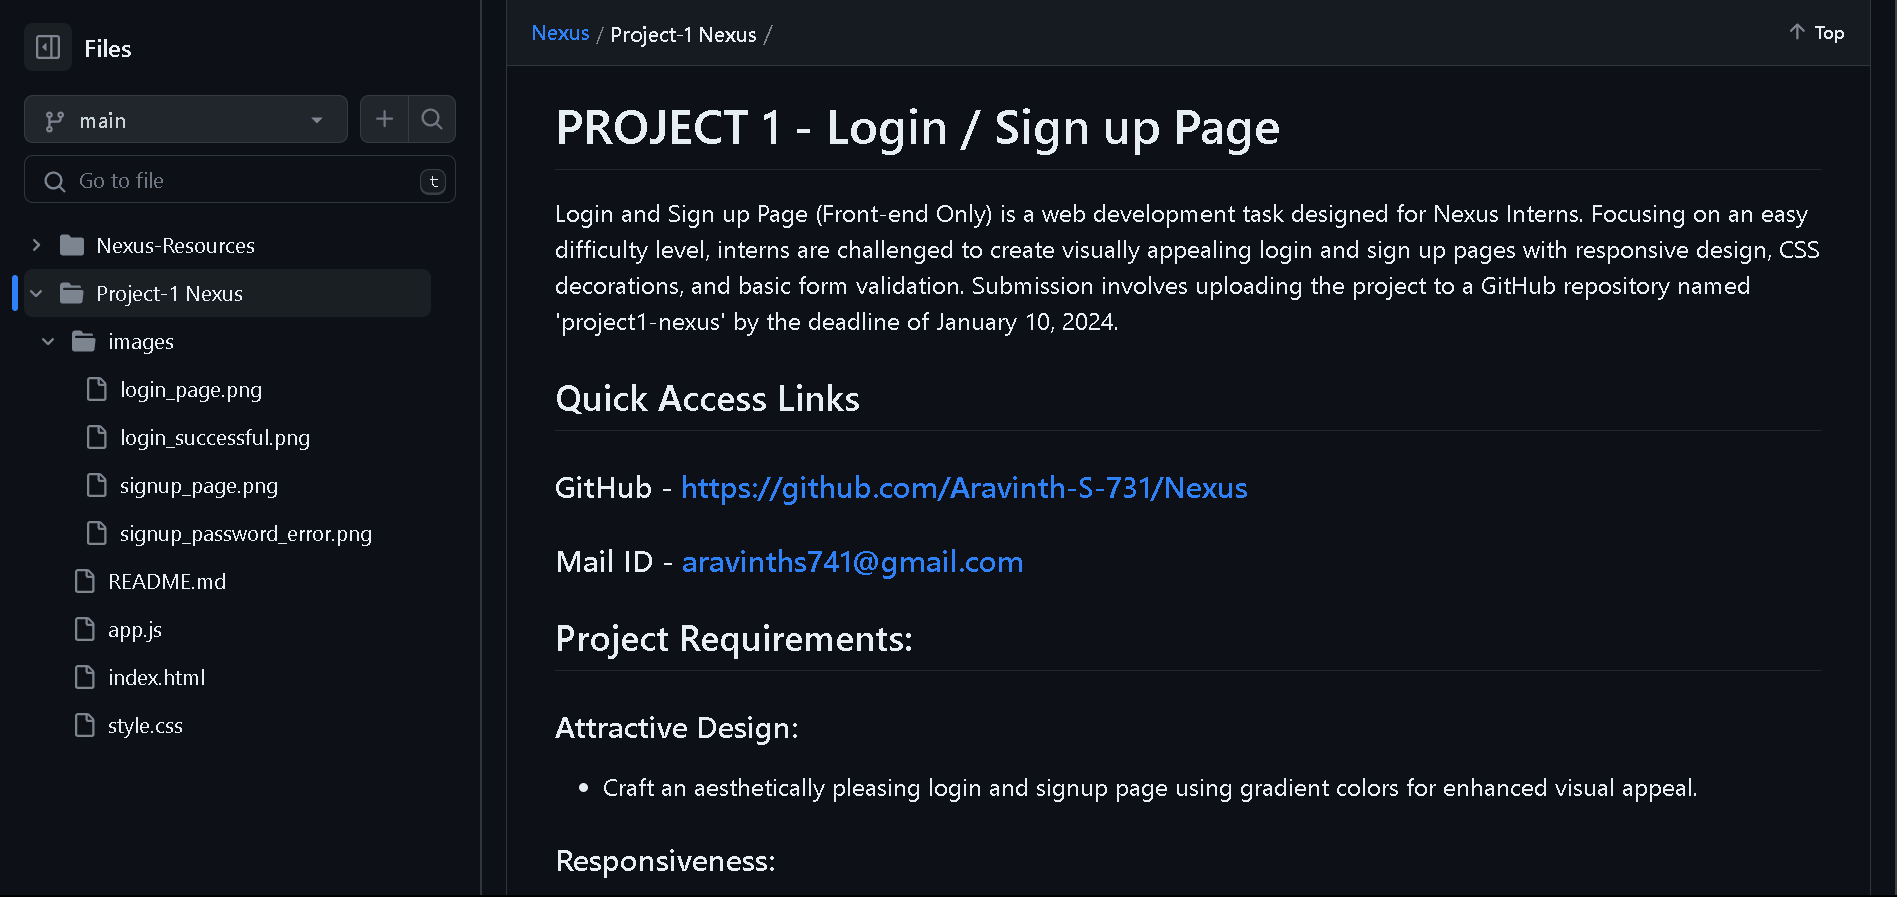 Files
main
Go to file
t
Nexus-Resources
Project-1 Nexus
images
login_page.png
login_successful.png
signup_page.png
signup_password_error.png
README.md
app.js
index.html
style.css
Nexus / Project-1 Nexus /
Top
PROJECT 1 - Login / Sign up Page
Login and Sign up Page (Front-end Only) is a web development task designed for Nexus Interns. Focusing on an easy
difficulty level, interns are challenged to create visually appealing login and sign up pages with responsive design, CSS
decorations, and basic form validation. Submission involves uploading the project to a GitHub repository named
'project1-nexus' by the deadline of January 10, 2024.
Quick Access Links
GitHub - https://github.com/Aravinth-S-731/Nexus
Mail ID - aravinths741@gmail.com
Project Requirements:
Attractive Design:
• Craft an aesthetically pleasing login and signup page using gradient colors for enhanced visual appeal.
Responsiveness: